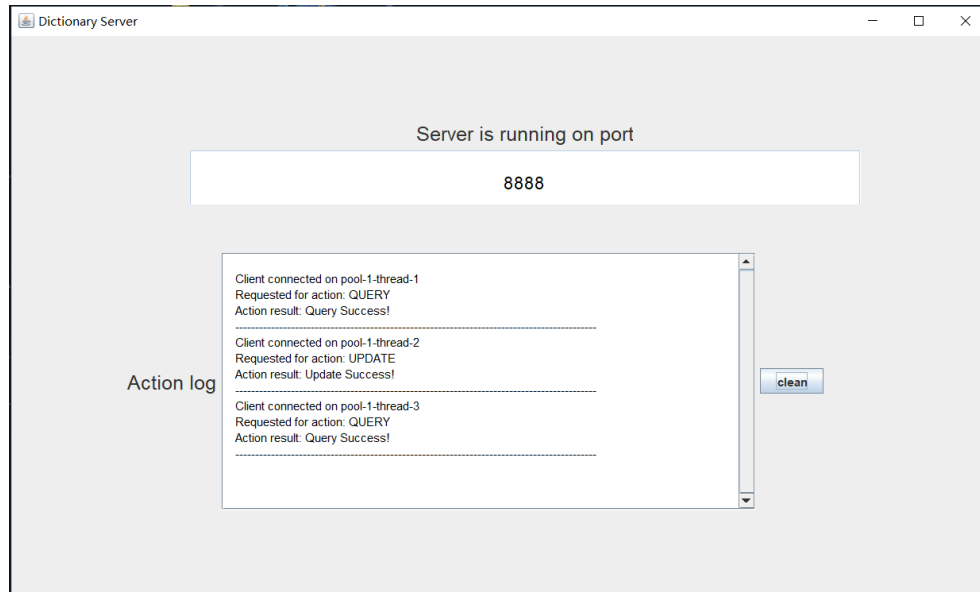 Dictionary Server
Server is running on port
8888
Client connected on pool-1-thread-1
Requested for action: QUERY
Action result: Query Success!
------------------------------------------------------------------------------------------
Client connected on pool-1-thread-2
Requested for action: UPDATE
Action result: Update Success!
------------------------------------------------------------------------------------------
Action log
clean
Client connected on pool-1-thread-3
Requested for action: QUERY
Action result: Query Success!
------------------------------------------------------------------------------------------